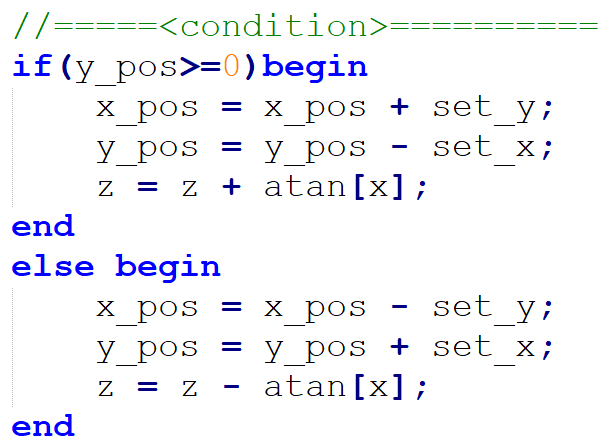 //=====<condition>==========
if(y_pos>=0)begin
    x_pos = x_pos + set_y;
    y_pos = y_pos - set_x;
    z = z + atan[x];
end
else begin
    x_pos = x_pos - set_y;
    y_pos = y_pos + set_x;
    z = z - atan[x];
end